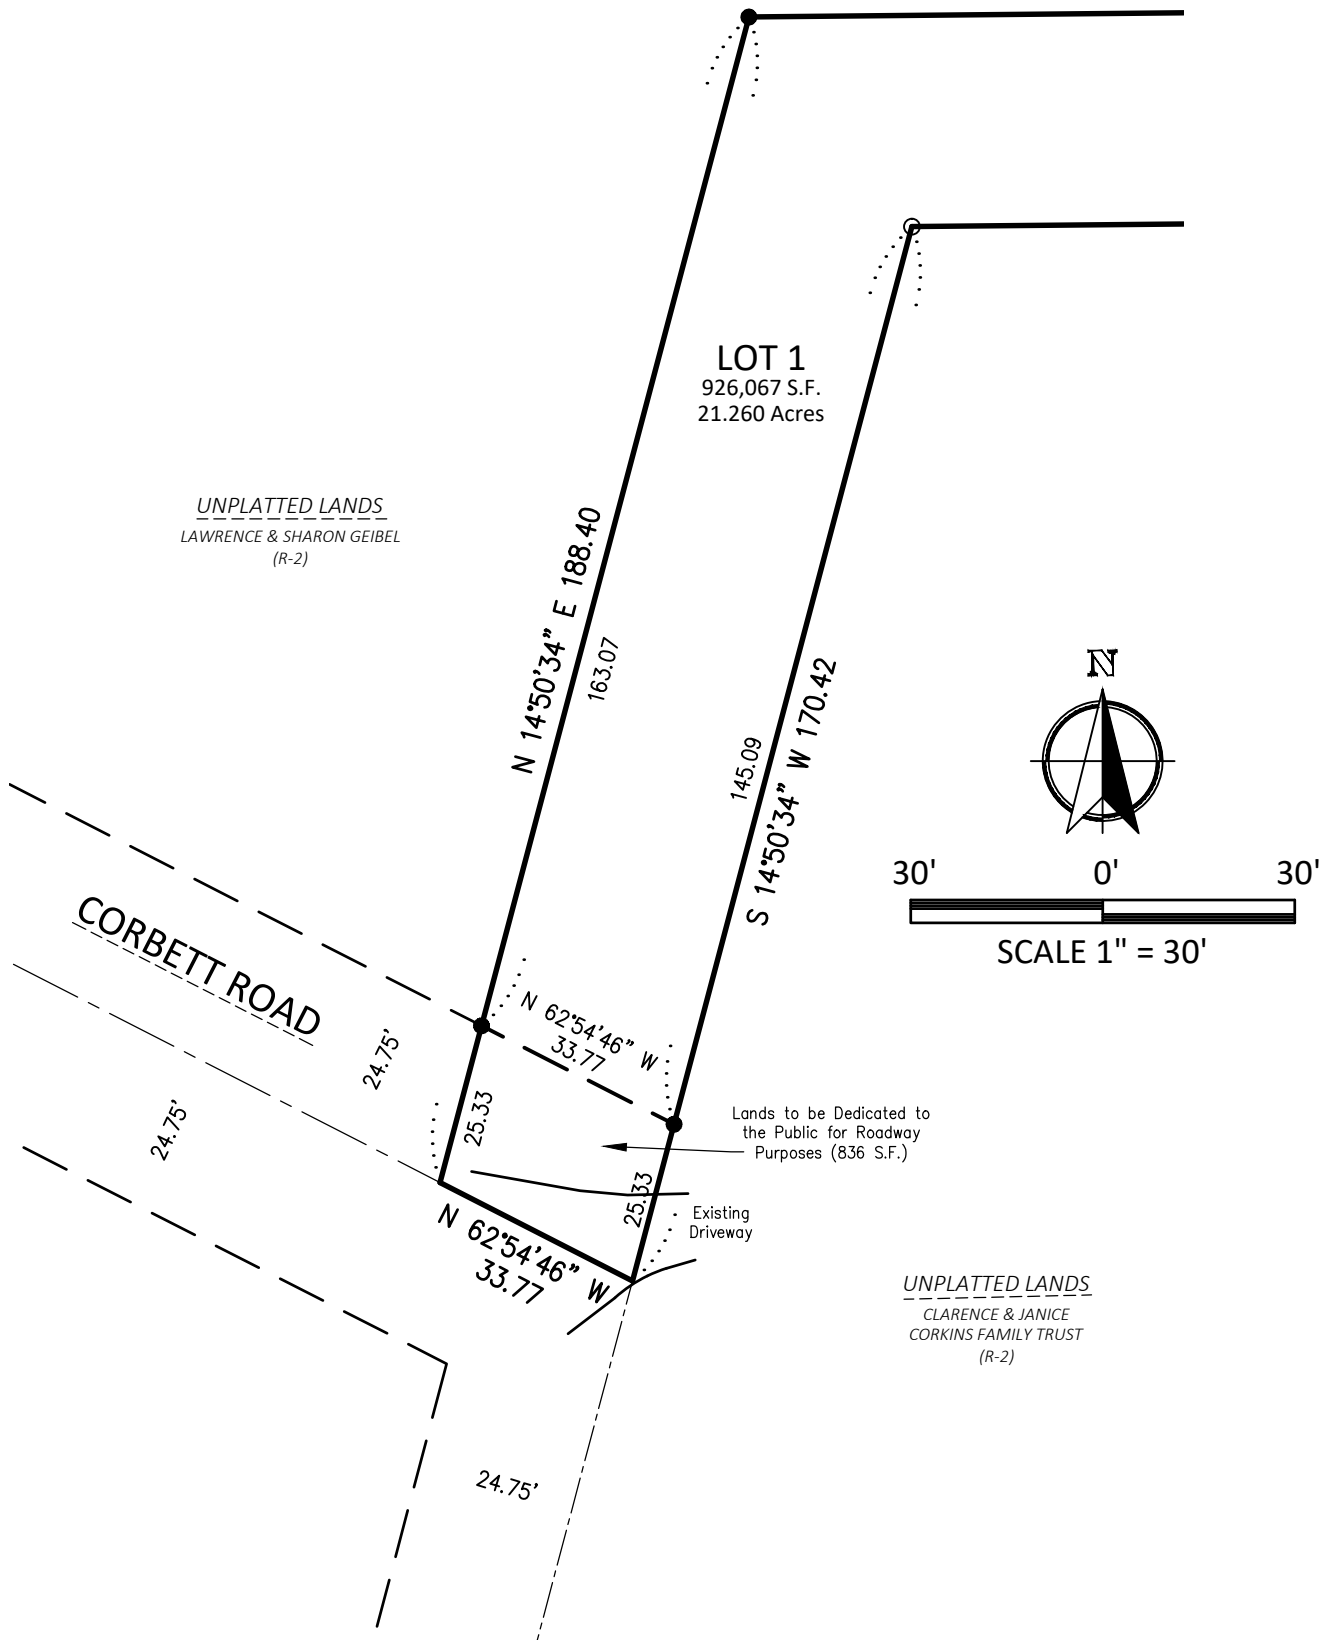 LOT 1
926,067 S.F.
21.260 Acres
UNPLATTED LANDS
LAWRENCE & SHARON GEIBEL
(R-2)
N 14°50'34" E 188.40
163.07
S 14°50'34" W 170.42
145.09
N
30' 0' 30'
SCALE 1" = 30'
CORBETT ROAD
24.75'
24.75'
N 62°54'46" W
33.77
25.33
25.33
Lands to be Dedicated to
the Public for Roadway
Purposes (836 S.F.)
Existing
Driveway
N 62°54'46" W
33.77
UNPLATTED LANDS
CLARENCE & JANICE
CORKINS FAMILY TRUST
(R-2)
24.75'